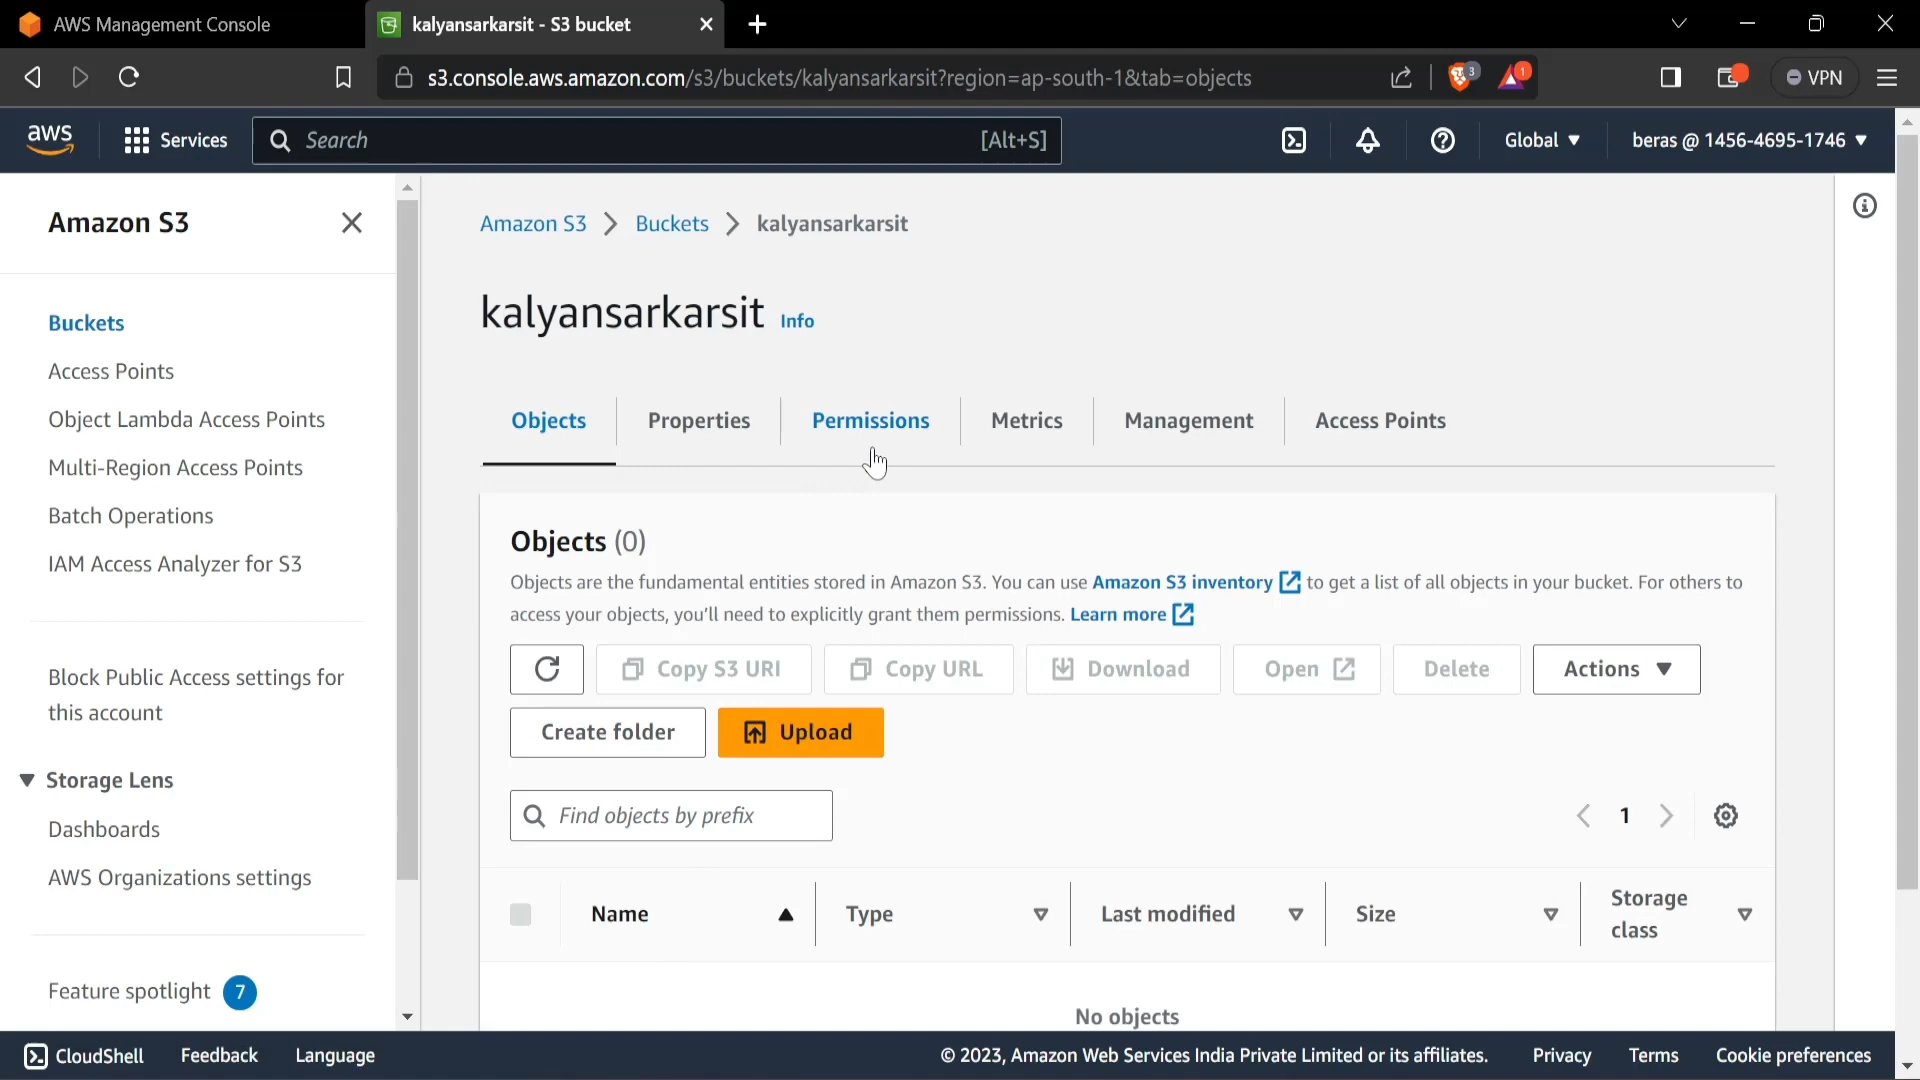 AWS Management Console
kalyansarkarsit - S3 bucket
s3.console.aws.amazon.com/s3/buckets/kalyansarkarsit?region=ap-south-1&tab=objects
3
1
VPN
aws
Services
Search
[Alt+S]
Global
beras @ 1456-4695-1746
Amazon S3
Buckets
Access Points
Object Lambda Access Points
Multi-Region Access Points
Batch Operations
IAM Access Analyzer for S3
Block Public Access settings for
this account
Storage Lens
Dashboards
AWS Organizations settings
Feature spotlight 7
Amazon S3 > Buckets > kalyansarkarsit
kalyansarkarsit Info
Objects
Properties
Permissions
Metrics
Management
Access Points
Objects (0)
Objects are the fundamental entities stored in Amazon S3. You can use Amazon S3 inventory to get a list of all objects in your bucket. For others to
access your objects, you'll need to explicitly grant them permissions. Learn more
Copy S3 URI
Copy URL
Download
Open
Delete
Actions
Create folder
Upload
Find objects by prefix
1
Name
Type
Last modified
Size
Storage
class
No objects
CloudShell
Feedback
Language
© 2023, Amazon Web Services India Private Limited or its affiliates.
Privacy
Terms
Cookie preferences